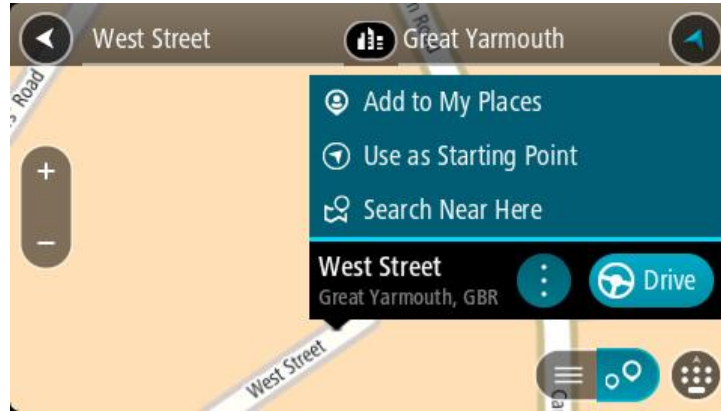 West Street
Great Yarmouth
Road
Add to My Places
Use as Starting Point
Search Near Here
West Street
Great Yarmouth, GBR
Drive
West Street
Ca